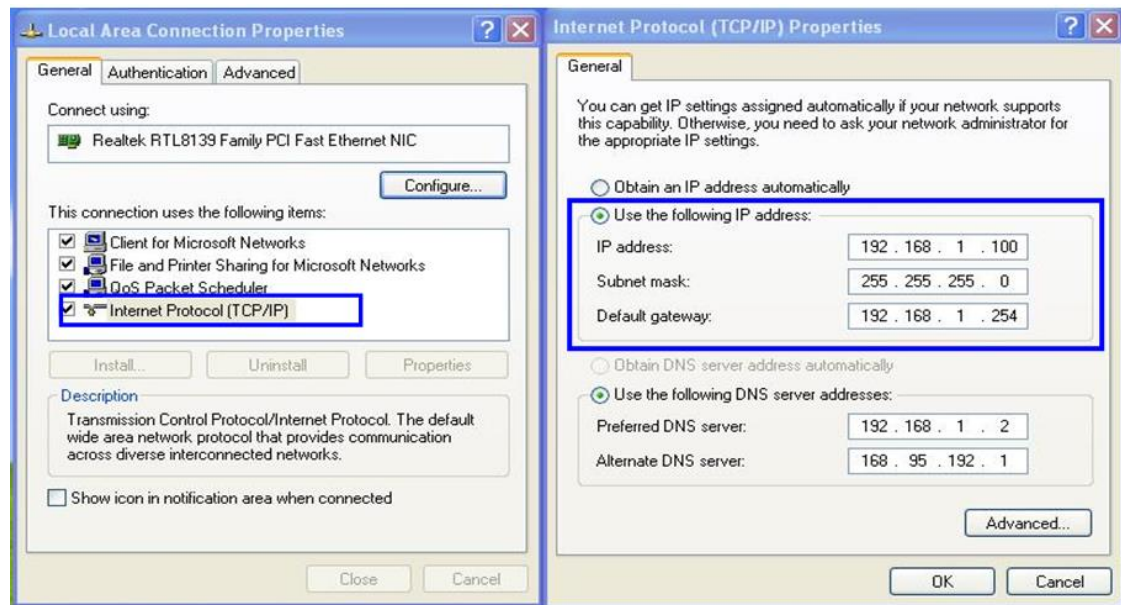 Local Area Connection Properties
General
Authentication
Advanced
Connect using:
Realtek RTL8139 Family PCI Fast Ethernet NIC
Configure...
This connection uses the following items:
Client for Microsoft Networks
File and Printer Sharing for Microsoft Networks
QoS Packet Scheduler
Internet Protocol (TCP/IP)
Install...
Uninstall
Properties
Description
Transmission Control Protocol/Internet Protocol. The default
wide area network protocol that provides communication
across diverse interconnected networks.
Show icon in notification area when connected
Close
Cancel
Internet Protocol (TCP/IP) Properties
General
You can get IP settings assigned automatically if your network supports
this capability. Otherwise, you need to ask your network administrator for
the appropriate IP settings.
Obtain an IP address automatically
Use the following IP address:
IP address: 192 . 168 . 1 . 100
Subnet mask: 255 . 255 . 255 . 0
Default gateway: 192 . 168 . 1 . 254
Obtain DNS server address automatically
Use the following DNS server addresses:
Preferred DNS server: 192 . 168 . 1 . 2
Alternate DNS server: 168 . 95 . 192 . 1
Advanced...
OK
Cancel